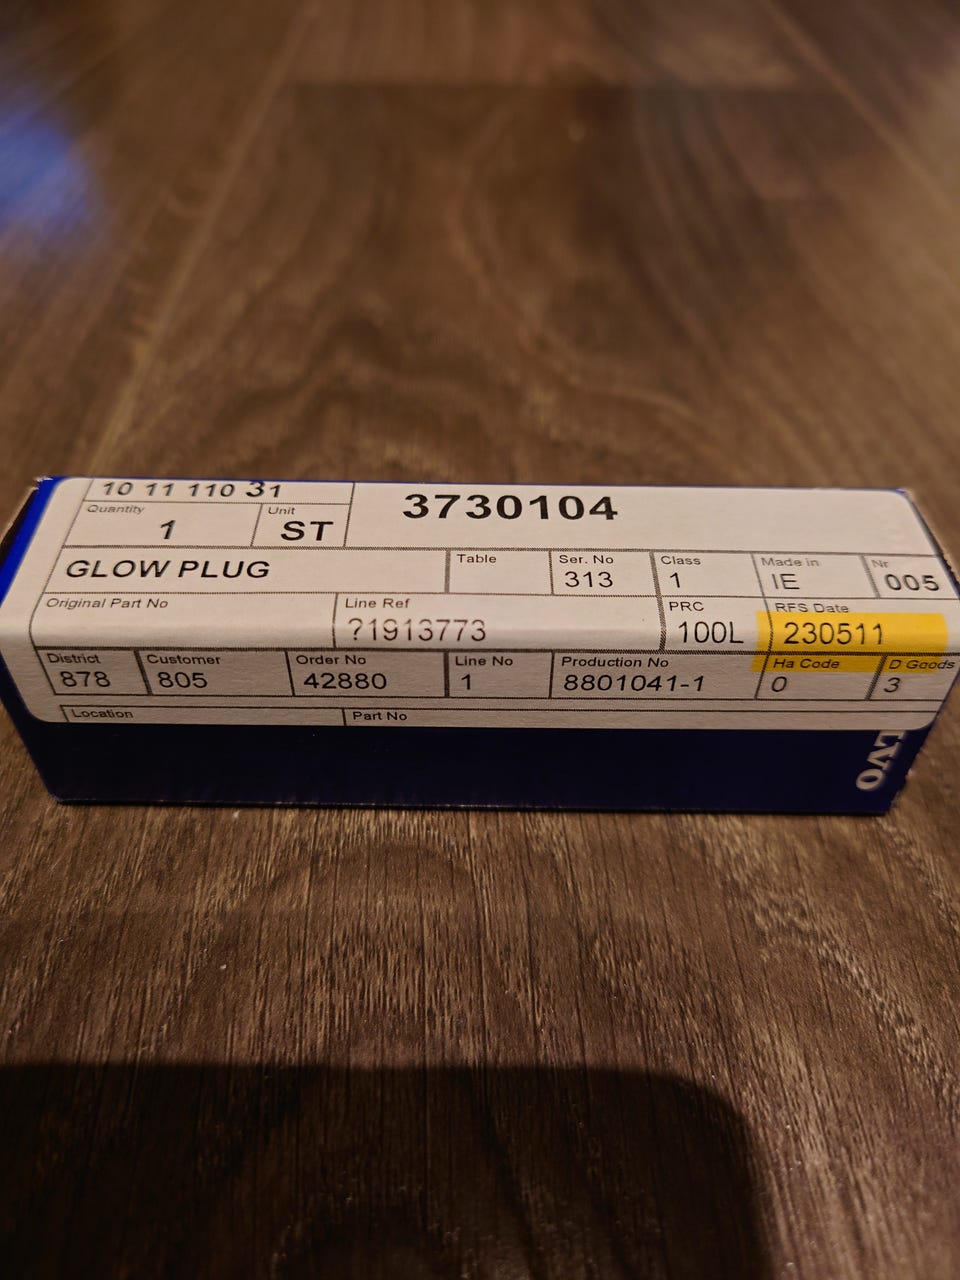 10 11 110 31
3730104
Quantity Unit
1 ST
GLOW PLUG
Table Ser. No Class Made in Nr
313 1 IE 005
Original Part No Line Ref PRC RFS Date
?1913773 100L 230511
District Customer Order No Line No Production No Ha Code D Goods
878 805 42880 1 8801041-1 0 3
Location Part No
LVO